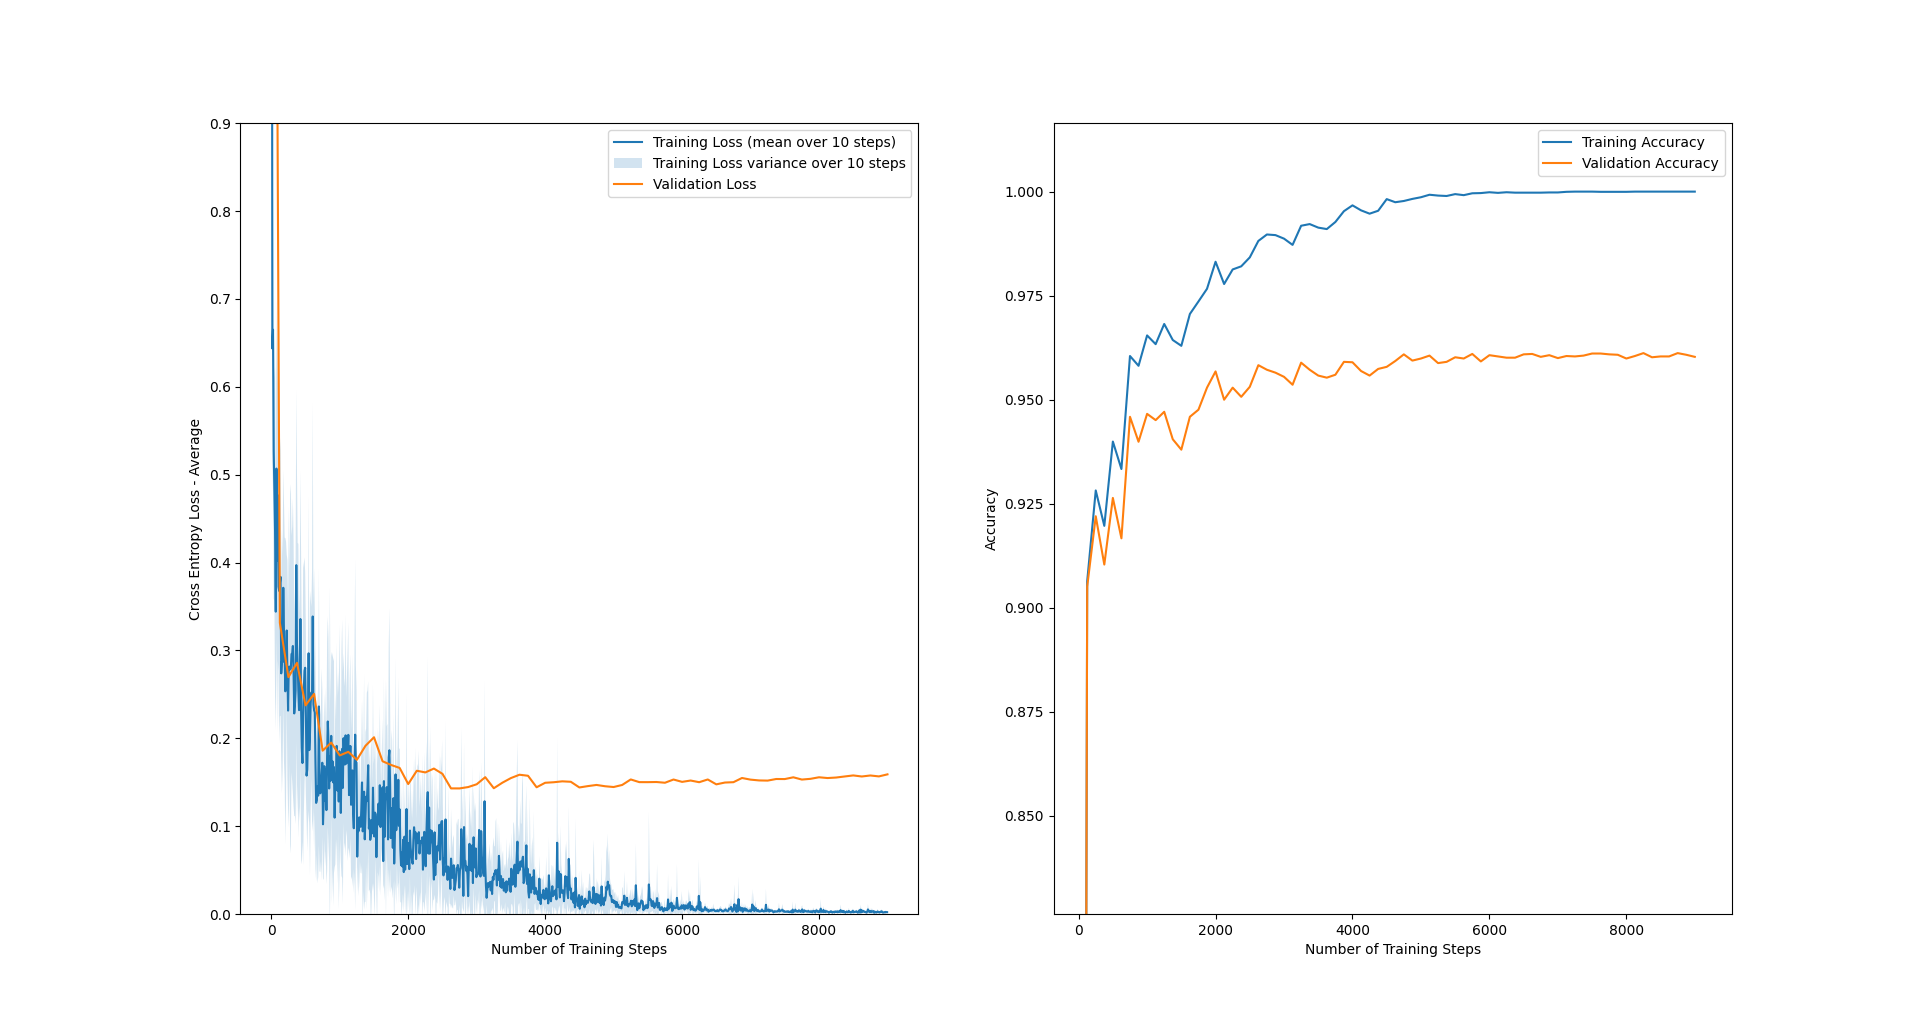 Training Loss (mean over 10 steps)
Training Loss variance over 10 steps
Validation Loss
0.9
0.8
0.7
0.6
0.5
0.4
0.3
0.2
0.1
0.0
Cross Entropy Loss - Average
0 2000 4000 6000 8000
Number of Training Steps
Training Accuracy
Validation Accuracy
1.000
0.975
0.950
0.925
0.900
0.875
0.850
Accuracy
0 2000 4000 6000 8000
Number of Training Steps